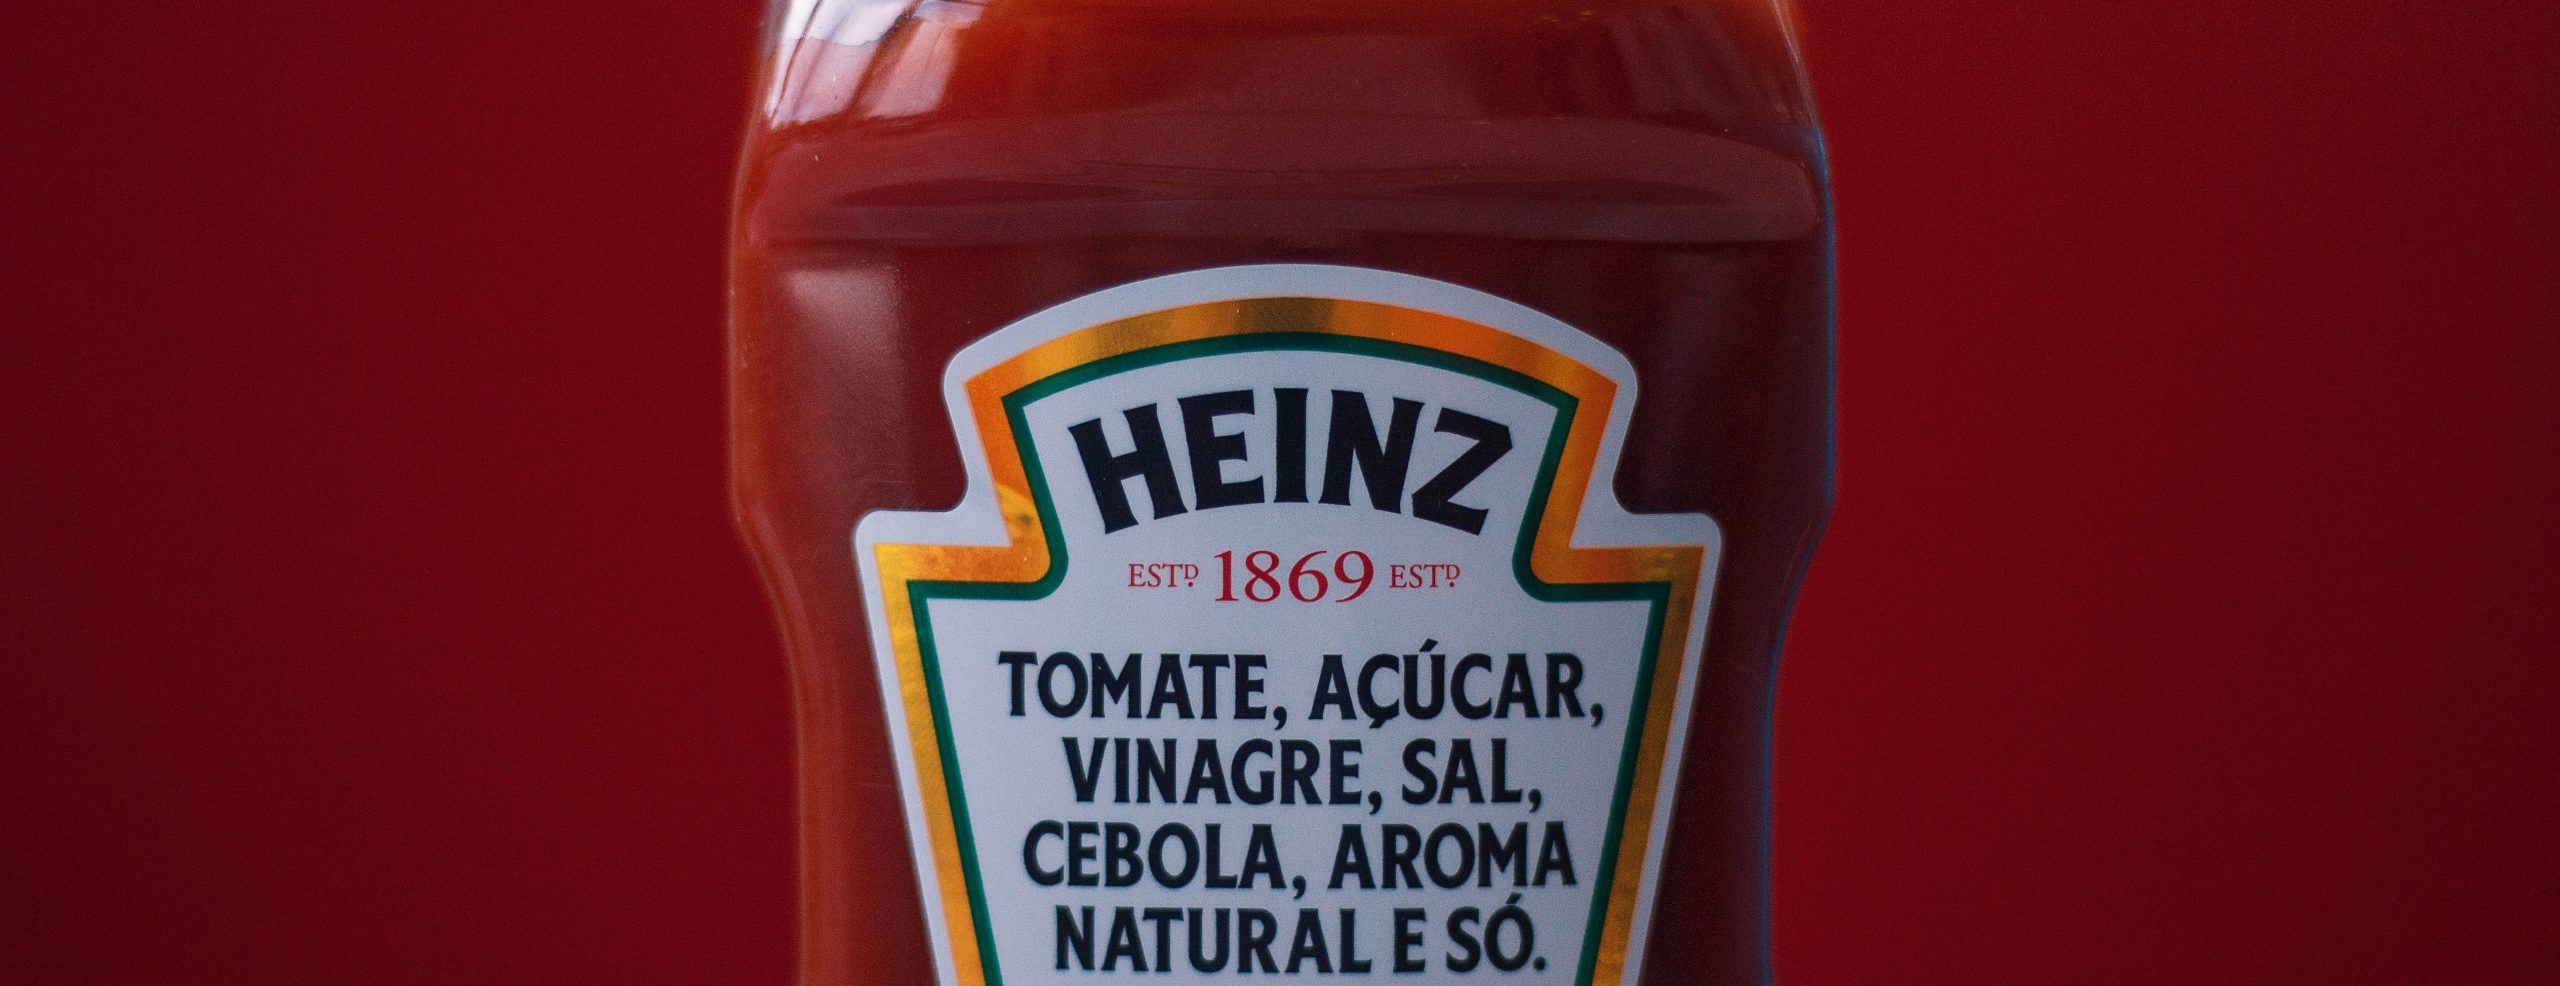 HEINZ
ESTD. 1869 ESTD.
TOMATE, AÇÚCAR,
VINAGRE, SAL,
CEBOLA, AROMA
NATURAL E SÓ.